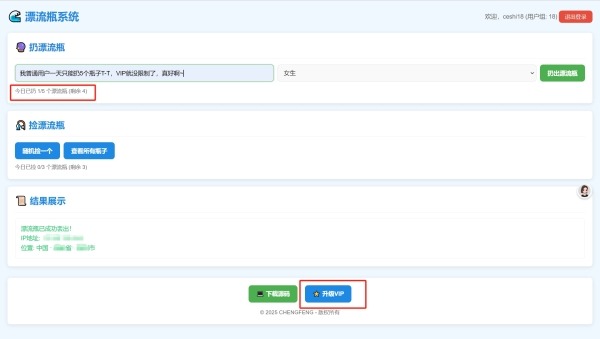 漂流瓶系统
欢迎, ceshi18 (用户组: 18) 退出登录
扔漂流瓶
我普通用户一天只能扔5个瓶子T-T，VIP就没限制了，真好啊~
女生
扔出漂流瓶
今日已扔 1/5 个漂流瓶 (剩余 4)
捡漂流瓶
随机捡一个 查看所有瓶子
今日已捡 0/3 个漂流瓶 (剩余 3)
结果展示
漂流瓶已成功丢出！
IP地址:
位置: 中国 省 市
下载源码 升级VIP
© 2025 CHENGFENG - 版权所有